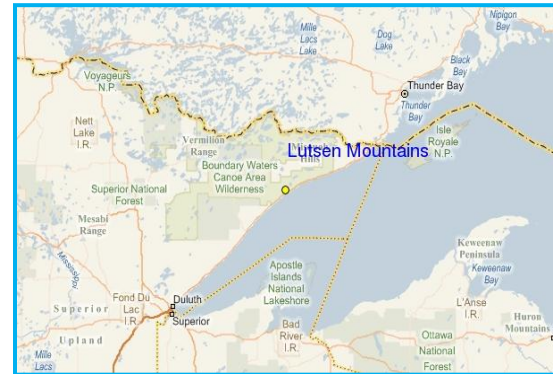 Nipigon
Bay
Mille
Lacs
Lake
Dog
Lake
Black
Bay
Voyageurs
N.P.
Thunder Bay
Thunder
Bay
Nett
Lake
I.R.
Vermilion
Range
Isle
Royale
N.P.
Lutsen Mountains
Boundary Waters
Canoe Area
Wilderness
Superior National
Forest
Mesabi
Range
Mississippi
Keweenaw
Peninsula
Keweenaw
Bay
Apostle
Islands
National
Lakeshore
Fond Du
Lac
I.R.
Duluth
Superior
Superior
Upland
L'Anse
I.R.
Huron
Mountains
Bad
River
I.R.
Ottawa
National
Forest
Mille
Lacs